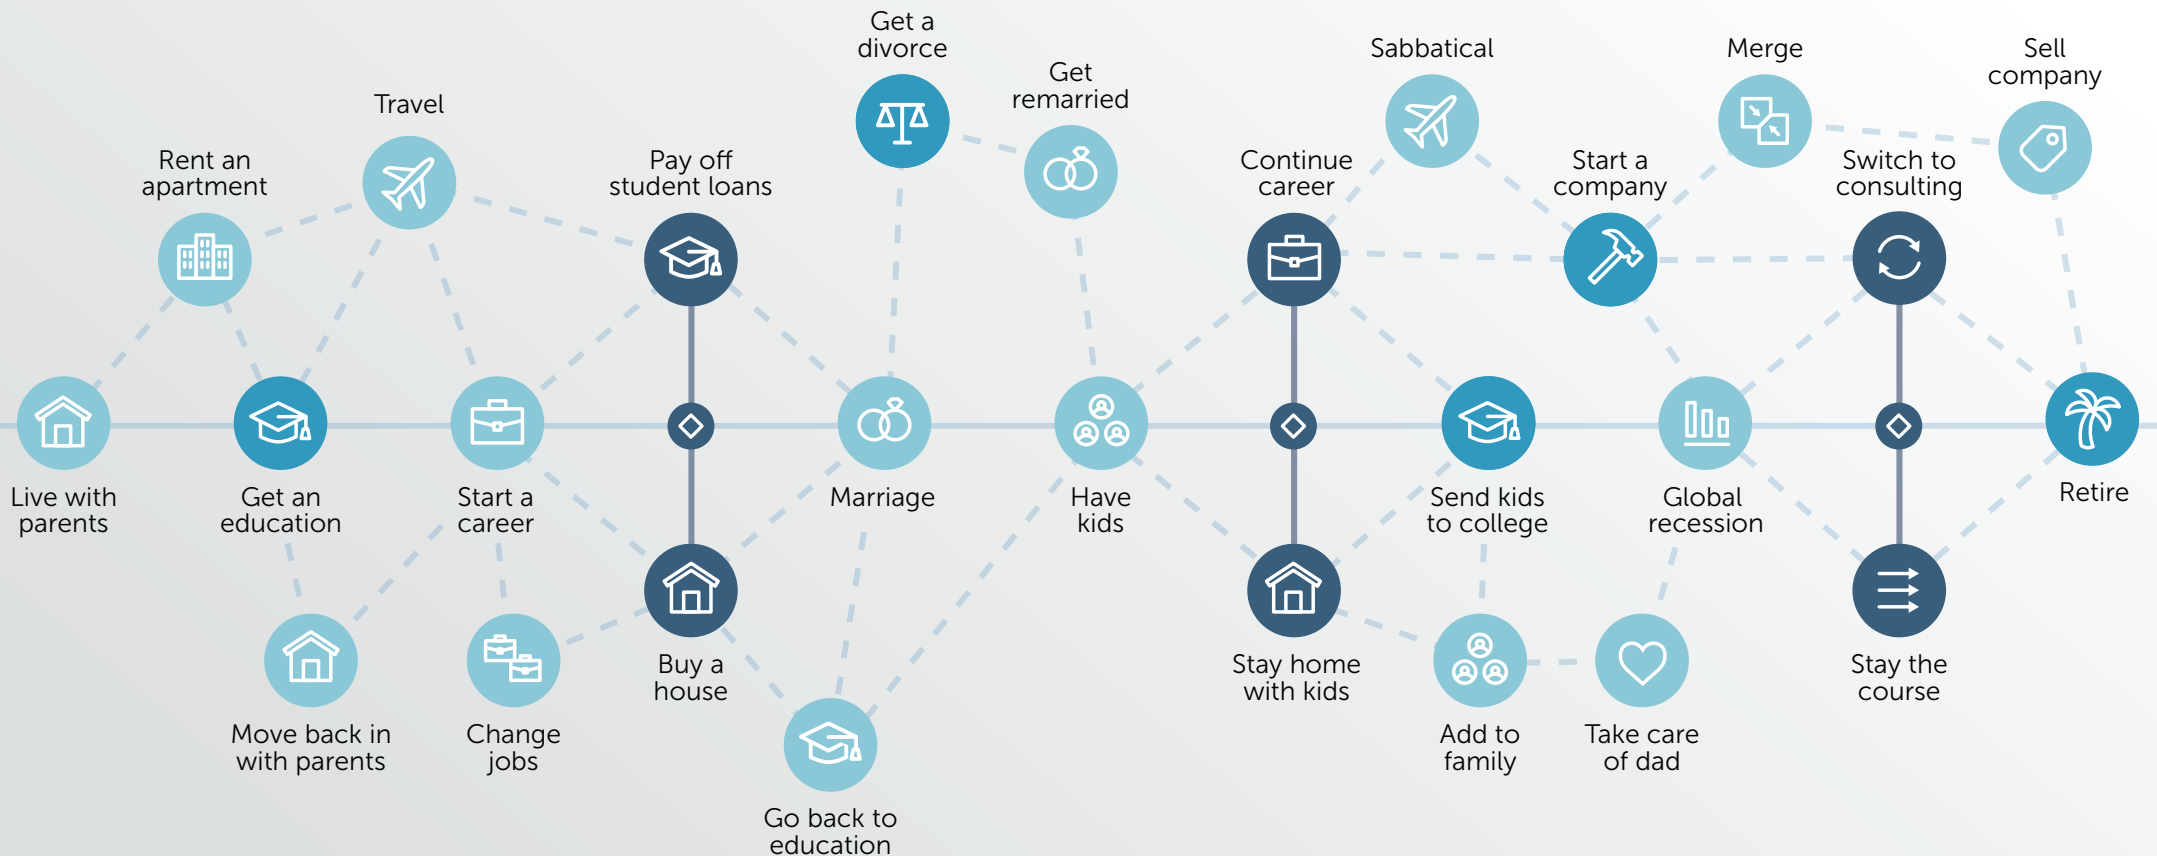 Get a
divorce
Sabbatical
Merge
Sell
company
Get
remarried
Travel
Rent an
apartment
Pay off
student loans
Continue
career
Start a
company
Switch to
consulting
Live with
parents
Get an
education
Start a
career
Marriage
Have
kids
Send kids
to college
Global
recession
Retire
Buy a
house
Stay home
with kids
Stay the
course
Move back in
with parents
Change
jobs
Add to
family
Take care
of dad
Go back to
education